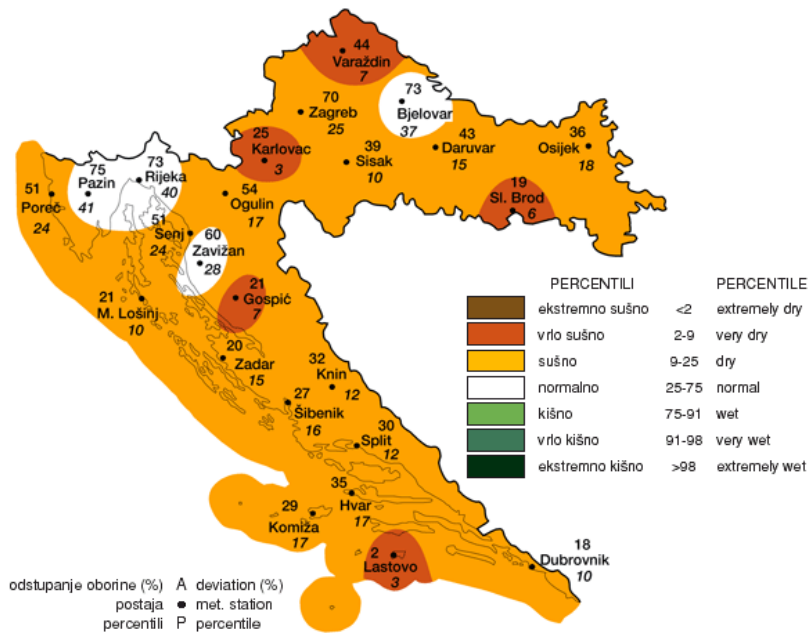 44
Varaždin
7
70
Zagreb
25
73
Bjelovar
37
25
Karlovac
3
39
Sisak
10
43
Daruvar
15
36
Osijek
18
19
Sl. Brod
6
51
Poreč
24
75
Pazin
41
73
Rijeka
40
54
Ogulin
17
51
Senj
24
60
Zavižan
28
21
Gospić
7
21
M. Lošinj
10
20
Zadar
15
32
Knin
12
27
Šibenik
16
30
Split
12
35
Hvar
17
29
Komiža
17
2
Lastovo
3
18
Dubrovnik
10
PERCENTILI PERCENTILE
ekstremno sušno <2 extremely dry
vrlo sušno 2-9 very dry
sušno 9-25 dry
normalno 25-75 normal
kišno 75-91 wet
vrlo kišno 91-98 very wet
ekstremno kišno >98 extremely wet
odstupanje oborine (%) A deviation (%)
postaja ● met. station
percentili P percentile